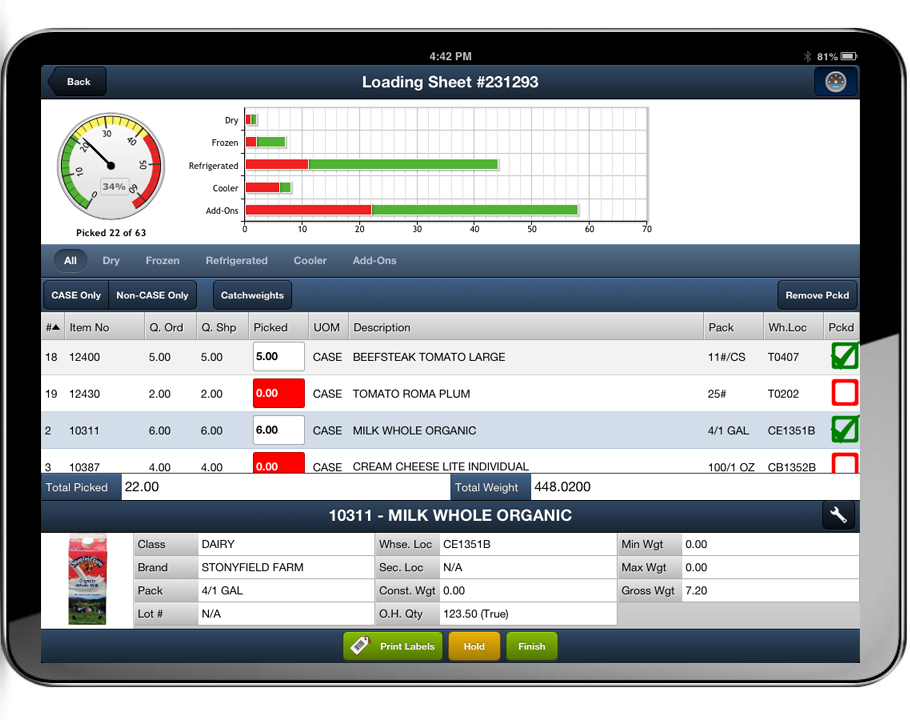 4:42 PM
81%
Back
Loading Sheet #231293
0 10 20 30 40 50 60
34%
Picked 22 of 63
Dry
Frozen
Refrigerated
Cooler
Add-Ons
0 10 20 30 40 50 60 70
All Dry Frozen Refrigerated Cooler Add-Ons
CASE Only Non-CASE Only Catchweights Remove Pckd
# Item No Q. Ord Q. Shp Picked UOM Description Pack Wh.Loc Pckd
18 12400 5.00 5.00 5.00 CASE BEEFSTEAK TOMATO LARGE 11#/CS T0407
19 12430 2.00 2.00 0.00 CASE TOMATO ROMA PLUM 25# T0202
2 10311 6.00 6.00 6.00 CASE MILK WHOLE ORGANIC 4/1 GAL CE1351B
3 10387 4.00 4.00 0.00 CASE CREAM CHEESE LITE INDIVIDUAL 100/1 OZ CB1352B
Total Picked 22.00 Total Weight 448.0200
10311 - MILK WHOLE ORGANIC
Class DAIRY Whse. Loc CE1351B Min Wgt 0.00
Brand STONYFIELD FARM Sec. Loc N/A Max Wgt 0.00
Pack 4/1 GAL Const. Wgt 0.00 Gross Wgt 7.20
Lot # N/A O.H. Qty 123.50 (True)
Organic
Whole Milk
Print Labels Hold Finish